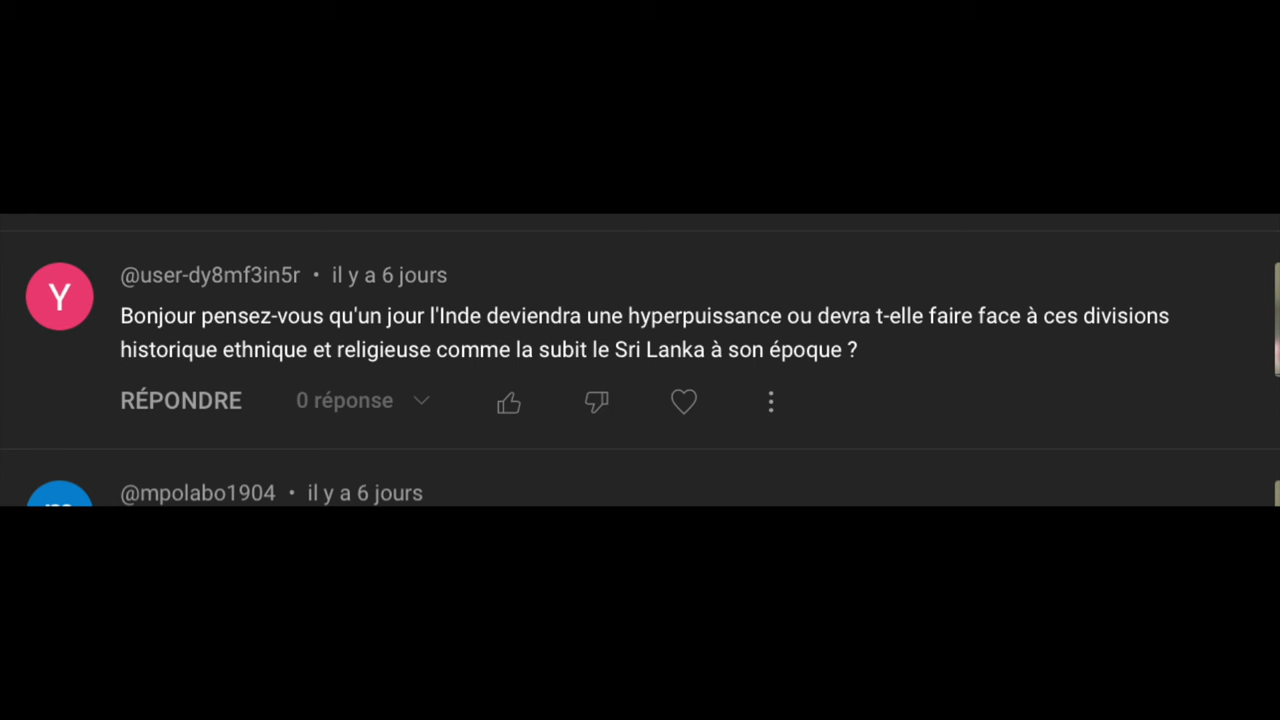 @user-dy8mf3in5r • il y a 6 jours
Y
Bonjour pensez-vous qu'un jour l'Inde deviendra une hyperpuissance ou devra t-elle faire face à ces divisions
historique ethnique et religieuse comme la subit le Sri Lanka à son époque ?
RÉPONDRE 0 réponse
@mpolabo1904 • il y a 6 jours